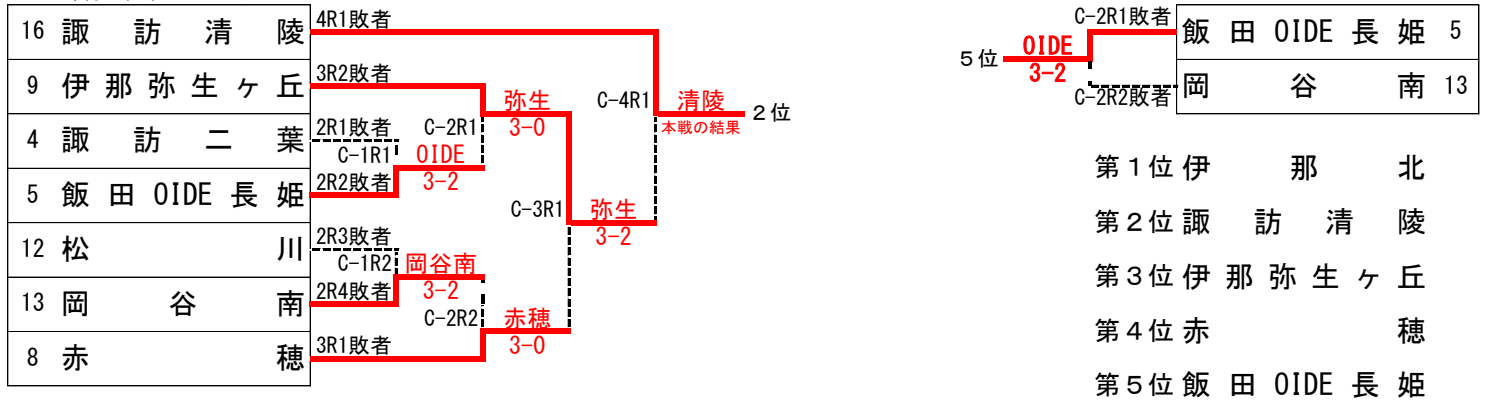 16 諏訪清陵 4R1敗者
9 伊那弥生ヶ丘 3R2敗者
4 諏訪二葉 2R1敗者
5 飯田OIDE長姫 2R2敗者
12 松川 2R3敗者
13 岡谷南 2R4敗者
8 赤穂 3R1敗者
C-1R1
OIDE
3-2
C-1R2
岡谷南
3-2
C-2R1
弥生
3-0
C-2R2
赤穂
3-0
C-3R1
弥生
3-2
C-4R1
清陵
本戦の結果
2位
C-2R1敗者 飯田OIDE長姫 5
5位 OIDE
3-2
C-2R2敗者 岡谷南 13
第1位 伊那北
第2位 諏訪清陵
第3位 伊那弥生ヶ丘
第4位 赤穂
第5位 飯田OIDE長姫